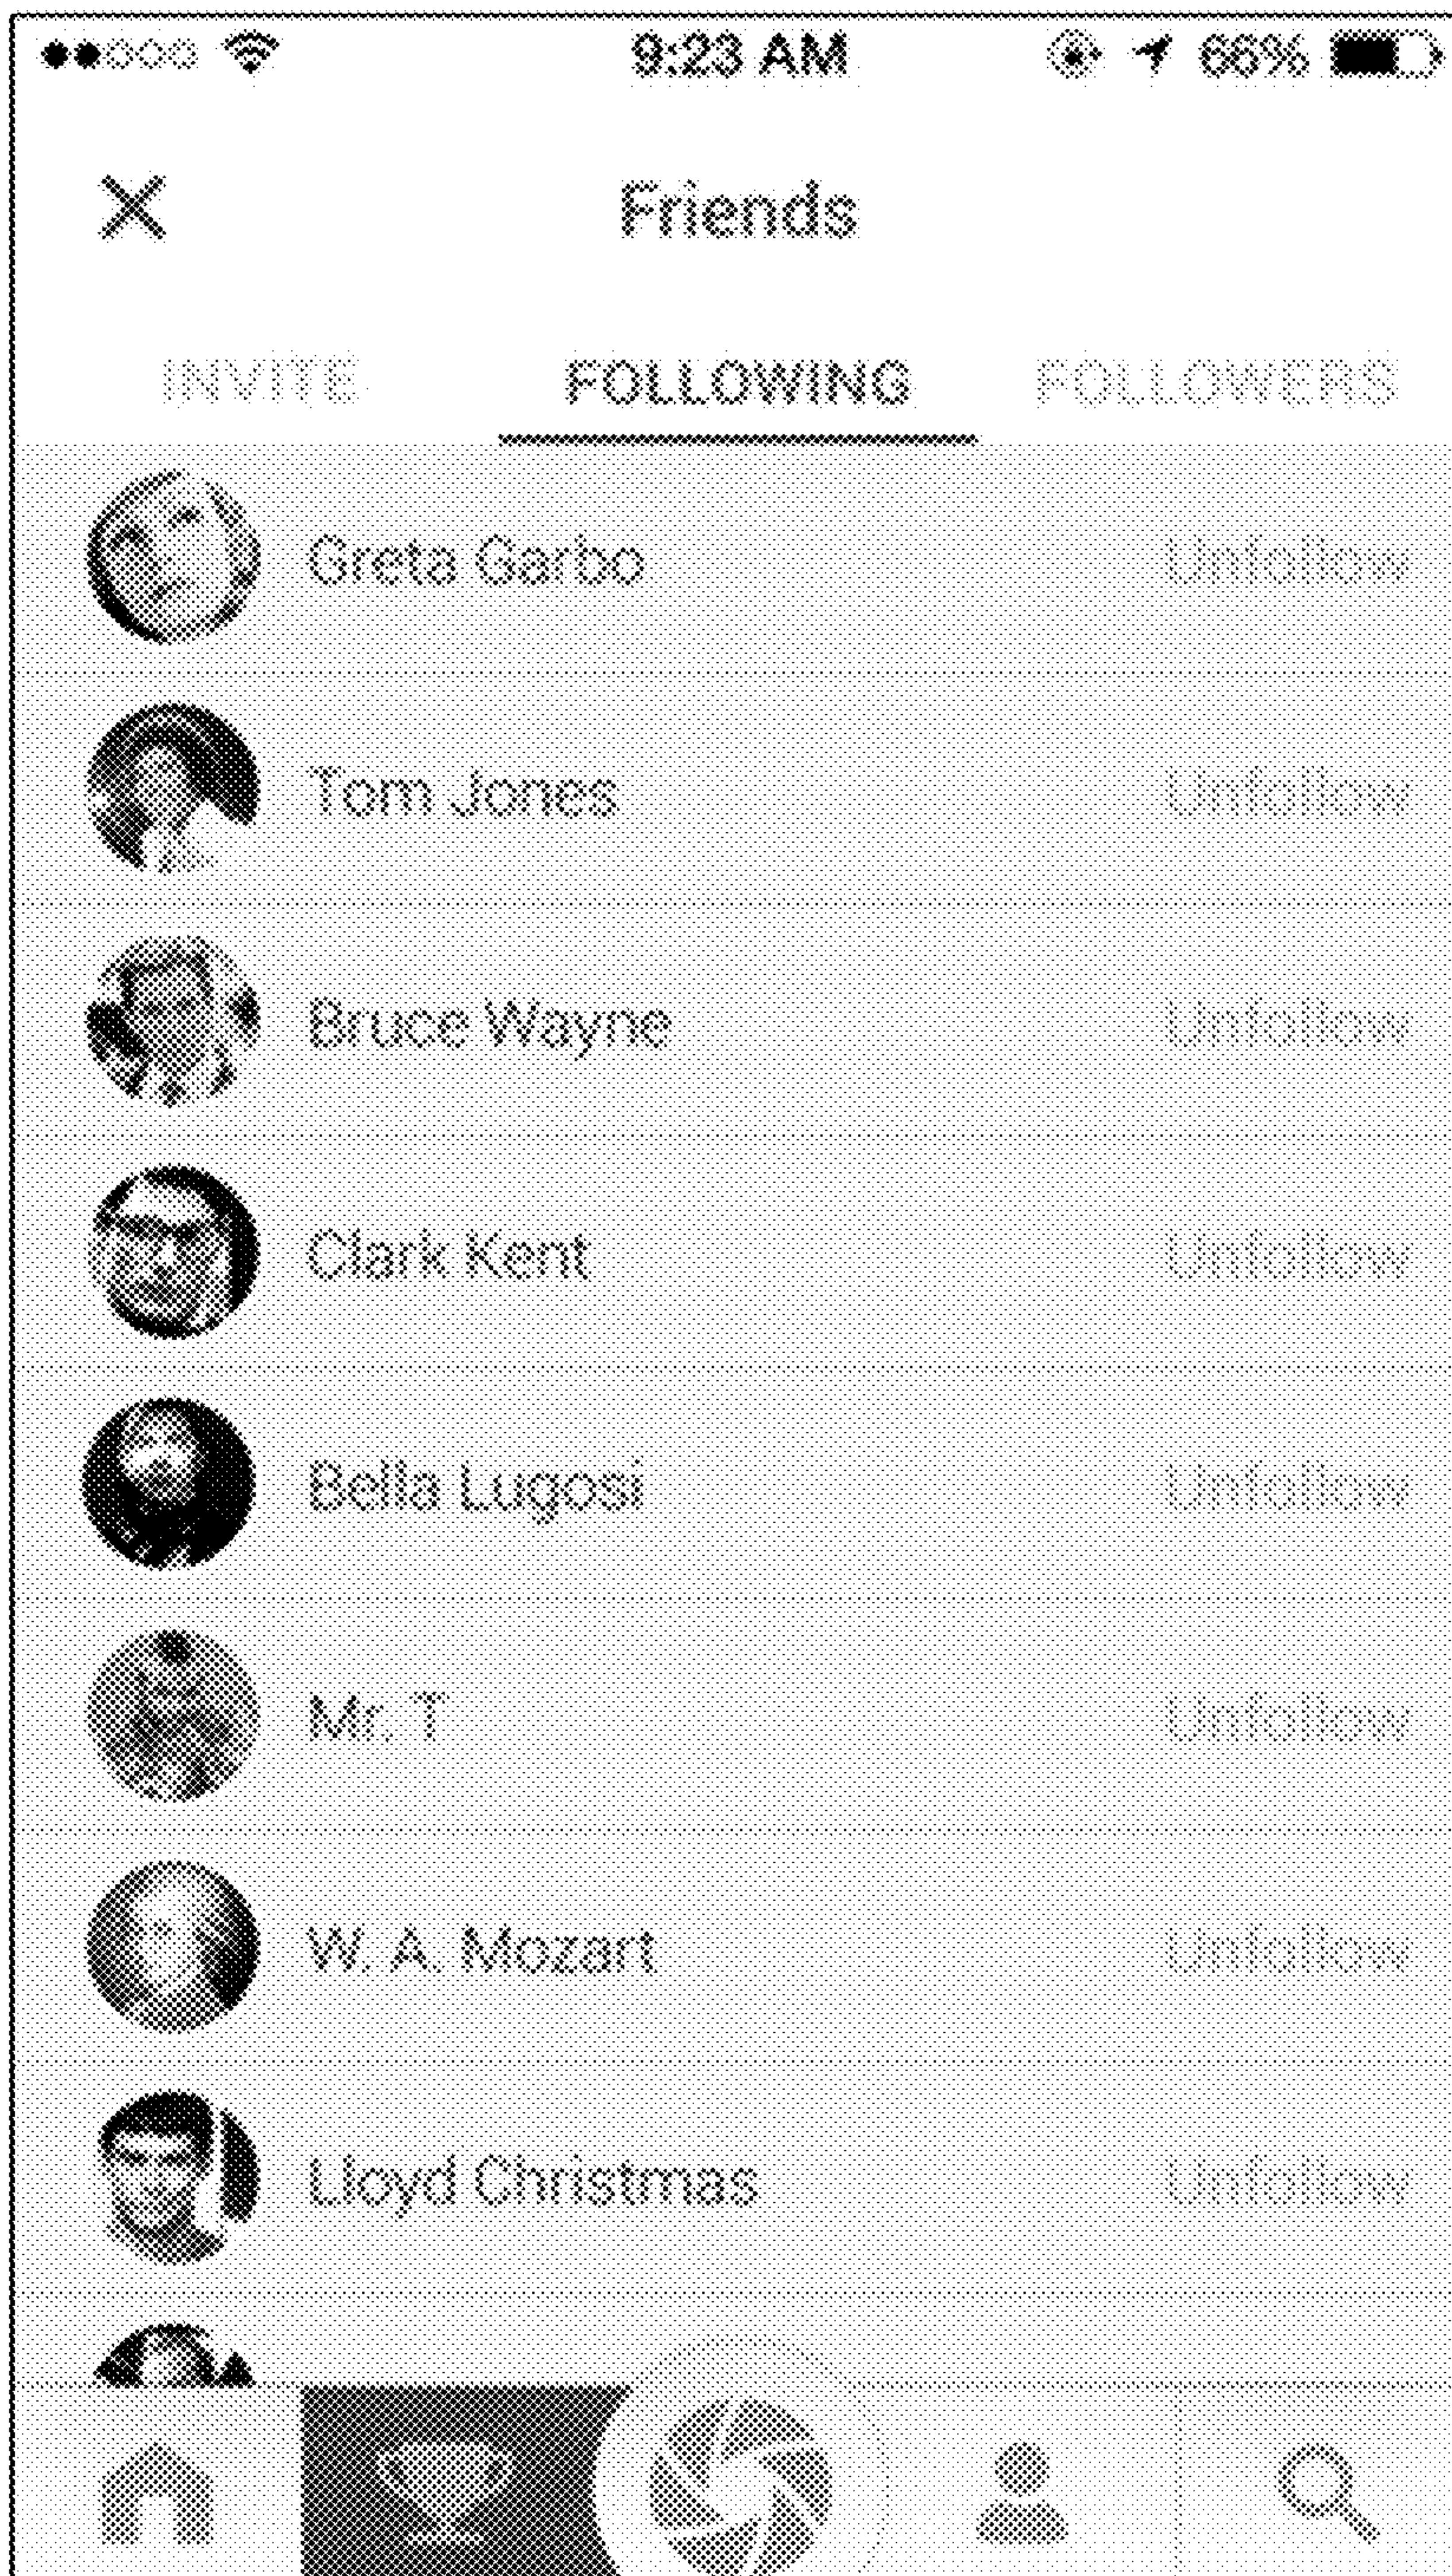 9:23 AM 66%
Friends
INVITE FOLLOWING FOLLOWERS
Greta Garbo Unfollow
Tom Jones Unfollow
Bruce Wayne Unfollow
Clark Kent Unfollow
Bella Lugosi Unfollow
Mr. T Unfollow
W. A. Mozart Unfollow
Lloyd Christmas Unfollow